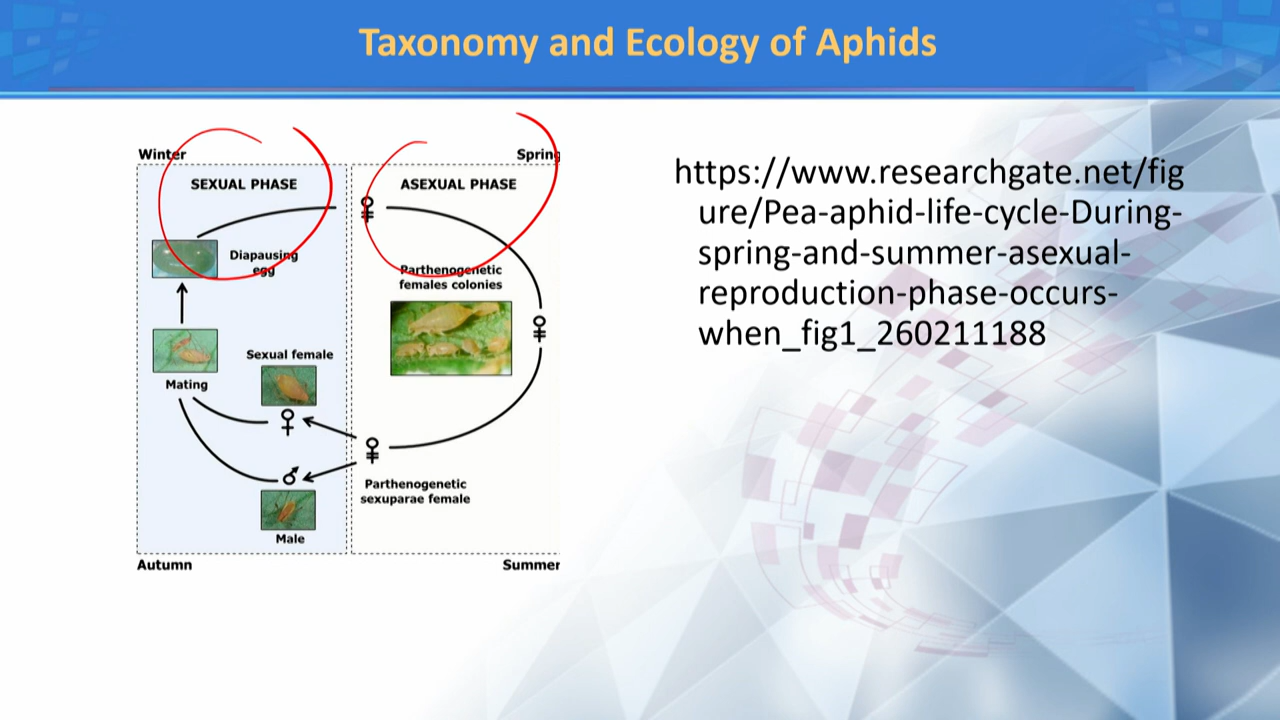 Taxonomy and Ecology of Aphids
Winter
Spring
SEXUAL PHASE
ASEXUAL PHASE
Diapausing
egg
Parthenogenetic
females colonies
Sexual female
Mating
Parthenogenetic
sexuparae female
Male
Autumn
Summer
https://www.researchgate.net/fig
ure/Pea-aphid-life-cycle-During-
spring-and-summer-asexual-
reproduction-phase-occurs-
when_fig1_260211188